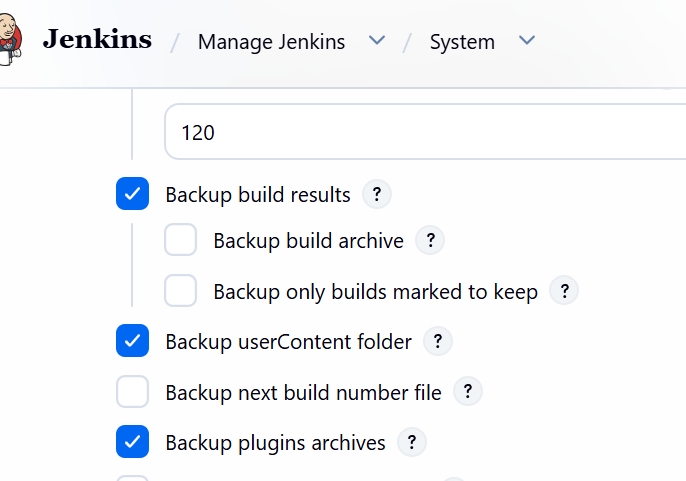 Jenkins / Manage Jenkins / System
120
Backup build results ?
Backup build archive ?
Backup only builds marked to keep ?
Backup userContent folder ?
Backup next build number file ?
Backup plugins archives ?